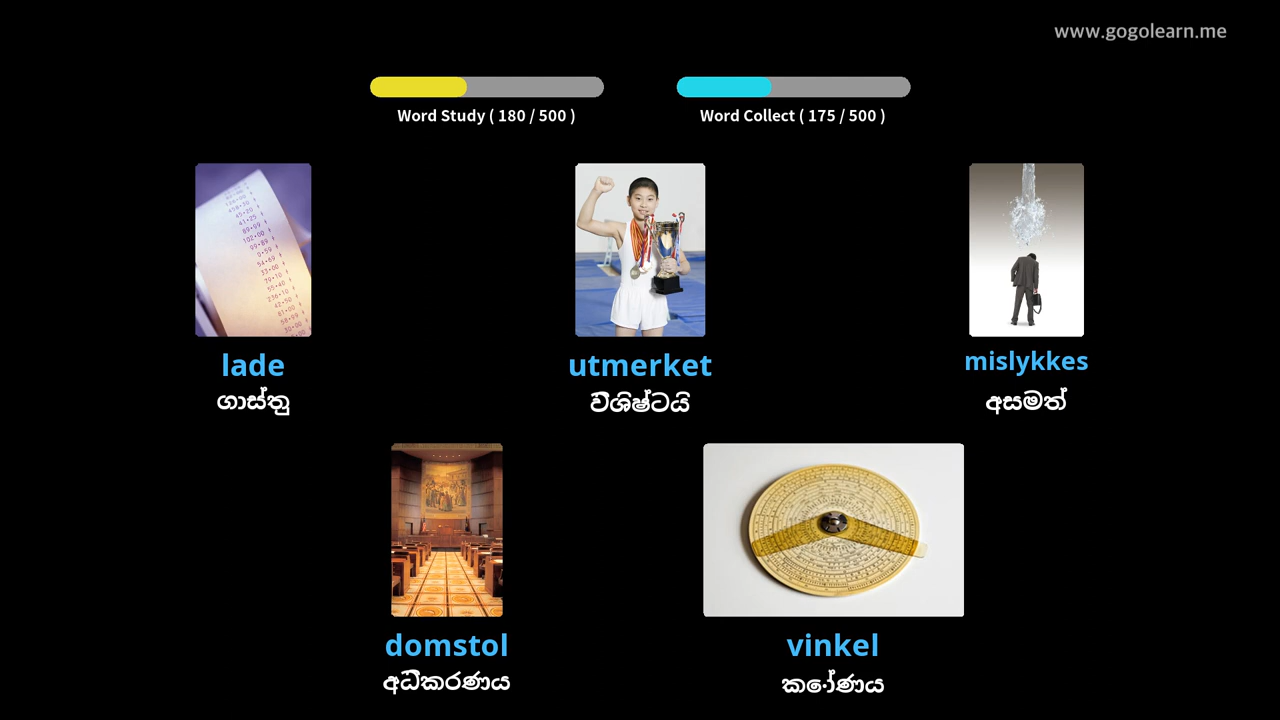 www.gogolearn.me
Word Study ( 180 / 500 )
Word Collect ( 175 / 500 )
lade
ගාස්තු
utmerket
විශිෂ්ටයි
mislykkes
අසමත්
domstol
අධිකරණය
vinkel
කෝණය